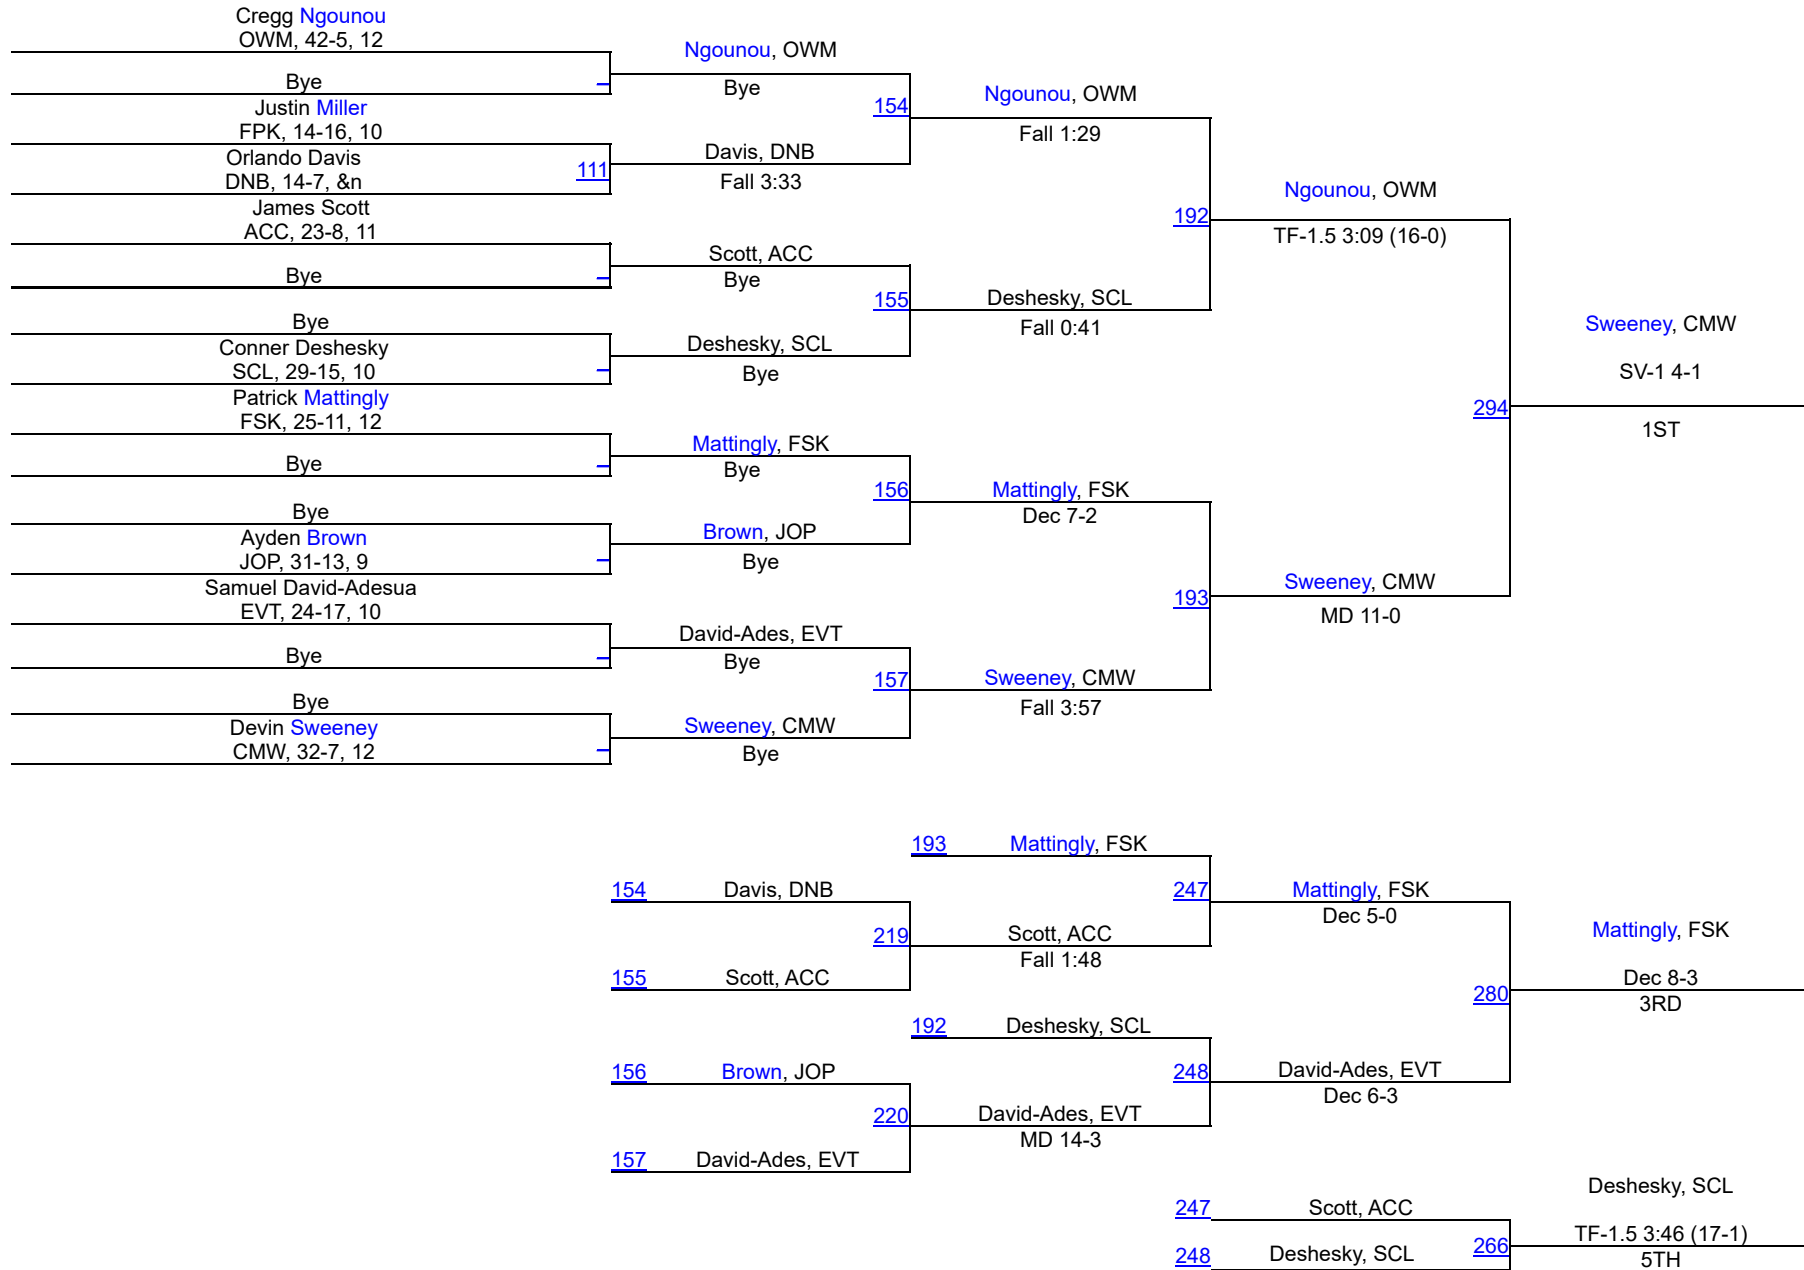 Cregg Ngounou
OWM, 42-5, 12
Bye
Justin Miller
FPK, 14-16, 10
Orlando Davis
DNB, 14-7, &n
111
James Scott
ACC, 23-8, 11
Bye
Bye
Conner Deshesky
SCL, 29-15, 10
Patrick Mattingly
FSK, 25-11, 12
Bye
Bye
Ayden Brown
JOP, 31-13, 9
Samuel David-Adesua
EVT, 24-17, 10
Bye
Bye
Devin Sweeney
CMW, 32-7, 12
Ngounou, OWM
Bye
154
Davis, DNB
Fall 3:33
Scott, ACC
Bye
155
Deshesky, SCL
Bye
Mattingly, FSK
Bye
156
Brown, JOP
Bye
David-Ades, EVT
Bye
157
Sweeney, CMW
Bye
Ngounou, OWM
Fall 1:29
192
Deshesky, SCL
Fall 0:41
Mattingly, FSK
Dec 7-2
193
Sweeney, CMW
Fall 3:57
Ngounou, OWM
TF-1.5 3:09 (16-0)
294
Sweeney, CMW
MD 11-0
Sweeney, CMW
SV-1 4-1
1ST
193 Mattingly, FSK
154 Davis, DNB
219
155 Scott, ACC
247
Scott, ACC
Fall 1:48
192 Deshesky, SCL
156 Brown, JOP
220
157 David-Ades, EVT
248
David-Ades, EVT
MD 14-3
Mattingly, FSK
Dec 5-0
280
David-Ades, EVT
Dec 6-3
Mattingly, FSK
Dec 8-3
3RD
247 Scott, ACC
248 Deshesky, SCL
266
Deshesky, SCL
TF-1.5 3:46 (17-1)
5TH